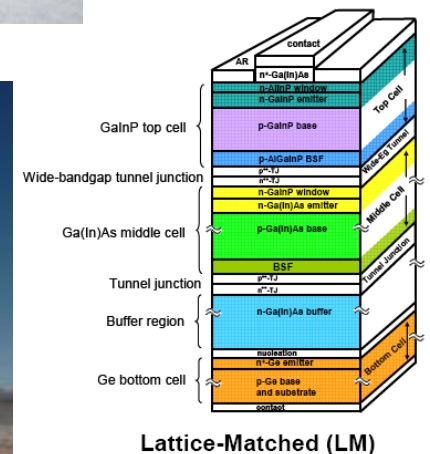 contact
AR
n⁺-Ga(In)As
n-AlInP window
n-GaInP emitter
GaInP top cell
p-GaInP base
Top Cell
p-AlGaInP BSF
Wide-bandgap tunnel junction
p⁺⁺-TJ
n⁺⁺-TJ
Wide-Eg Tunnel
n-GaInP window
n-Ga(In)As emitter
Ga(In)As middle cell
p-Ga(In)As base
Middle Cell
BSF
Tunnel junction
p⁺⁺-TJ
n⁺⁺-TJ
Tunnel Junction
Buffer region
n-Ga(In)As buffer
nucleation
n⁺-Ge emitter
Ge bottom cell
p-Ge base
and substrate
Bottom Cell
contact
Lattice-Matched (LM)